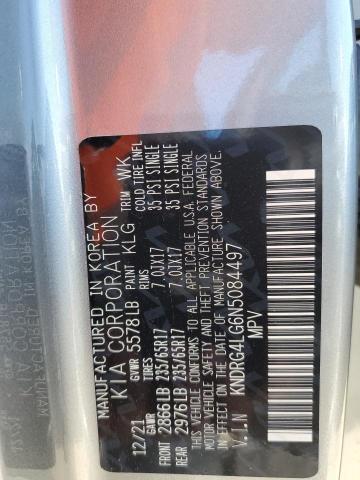 MANUFACTURED IN KOREA BY
KIA CORPORATION
12/21 GVWR 5578LB PAINT KLG TRIM WK
GAWR TIRES RIMS COLD TIRE INFL
FRONT 2866LB 235/65R17 7.0JX17 35 PSI SINGLE
REAR 2976LB 235/65R17 7.0JX17 35 PSI SINGLE
THIS VEHICLE CONFORMS TO ALL APPLICABLE U.S.A. FEDERAL
MOTOR VEHICLE SAFETY AND THEFT PREVENTION STANDARDS
IN EFFECT ON THE DATE OF MANUFACTURE SHOWN ABOVE.
V.I.N KNDRG4LG6N5084497
MPV